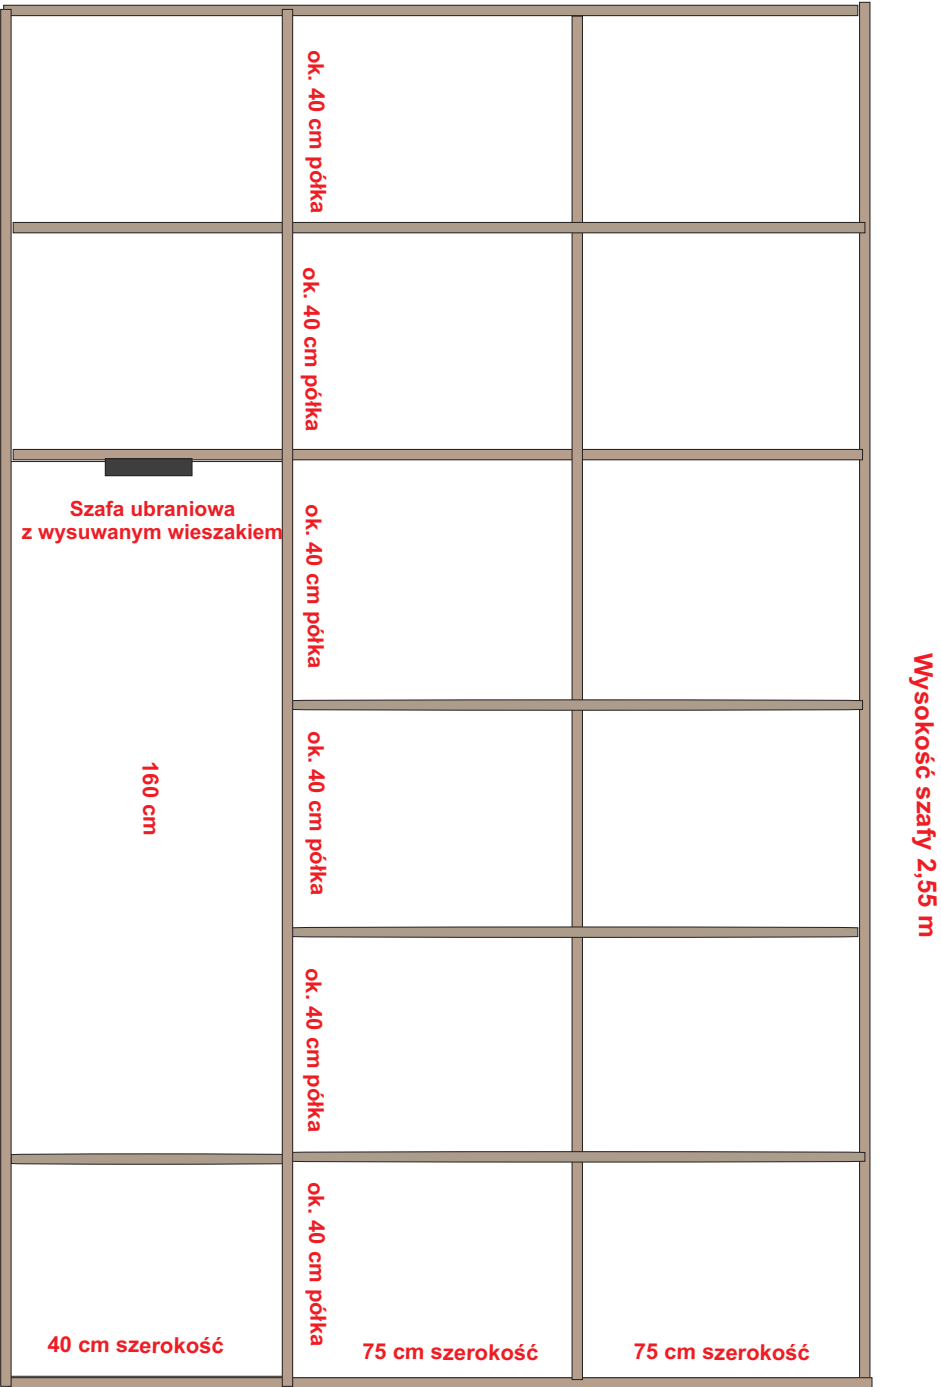 ok. 40 cm półka
ok. 40 cm półka
Szafa ubraniowa
z wysuwanym wieszakiem
ok. 40 cm półka
160 cm
ok. 40 cm półka
Wysokość szafy 2,55 m
ok. 40 cm półka
ok. 40 cm półka
40 cm szerokość
75 cm szerokość
75 cm szerokość